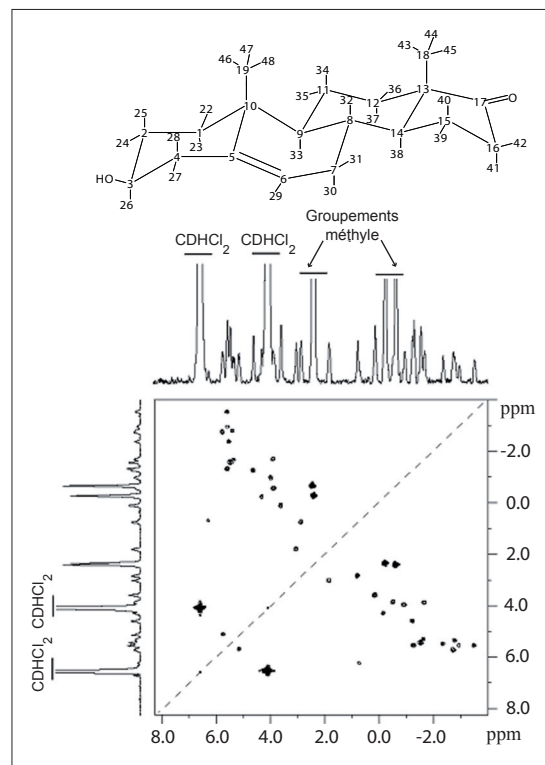 44
47 43 45
46 48 18
19 34
22 36
25 35 11 32 12 13 17 O
10 37 40
2 1 28 9 8 15
24 23 14
4 5 33 39 16 42
HO 3 7 31 38
27 6 41
26 29 30
Groupements
méthyle
CDHCl2 CDHCl2
ppm
-2.0
0.0
2.0
4.0
6.0
8.0
CDHCl2
CDHCl2
8.0 6.0 4.0 2.0 0.0 -2.0
ppm